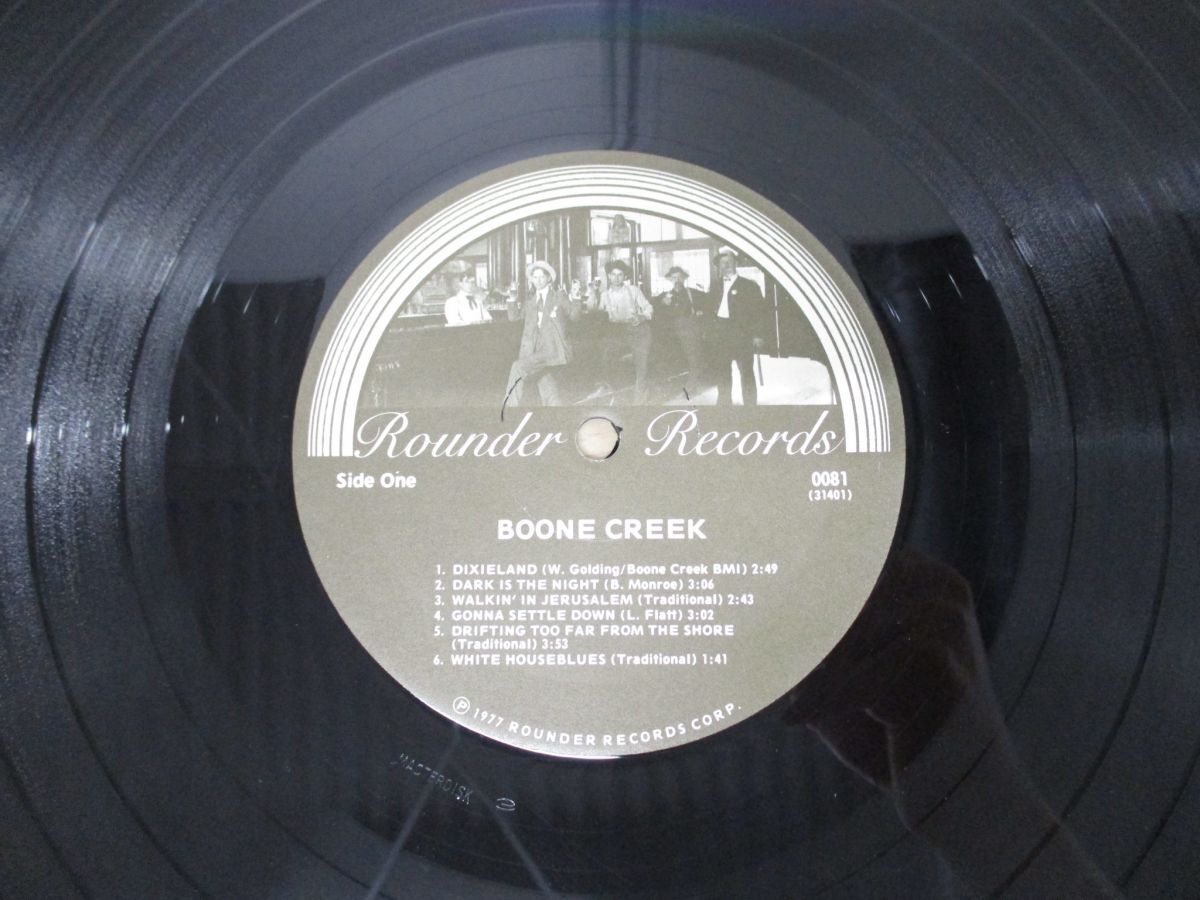 Rounder Records
Side One
0081
(31401)
BOONE CREEK
1. DIXIELAND (W. Golding/Boone Creek BMI) 2:49
2. DARK IS THE NIGHT (B. Monroe) 3:06
3. WALKIN' IN JERUSALEM (Traditional) 2:43
4. GONNA SETTLE DOWN (L. Flatt) 3:02
5. DRIFTING TOO FAR FROM THE SHORE
(Traditional) 3:53
6. WHITE HOUSEBLUES (Traditional) 1:41
℗ 1977 ROUNDER RECORDS CORP.
MASTERDISK